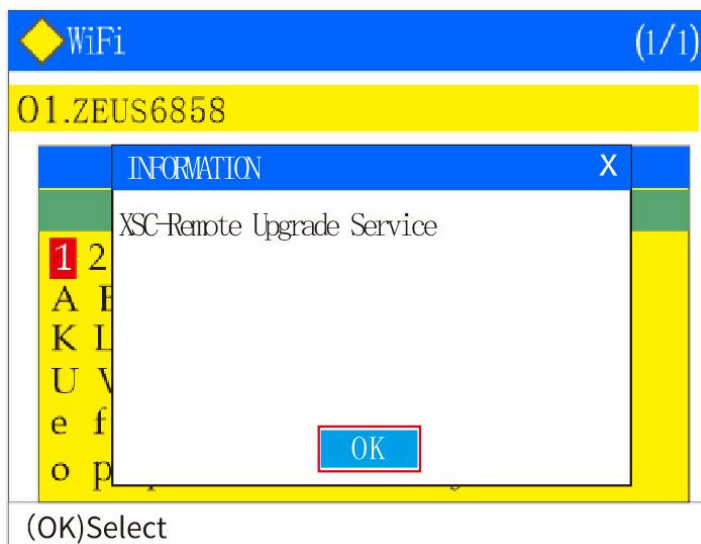 WiFi (1/1)
01.ZEUS6858
INFORMATION X
XSC-Remote Upgrade Service
1 2
A
K L
U V
e f
o p
OK
(OK)Select